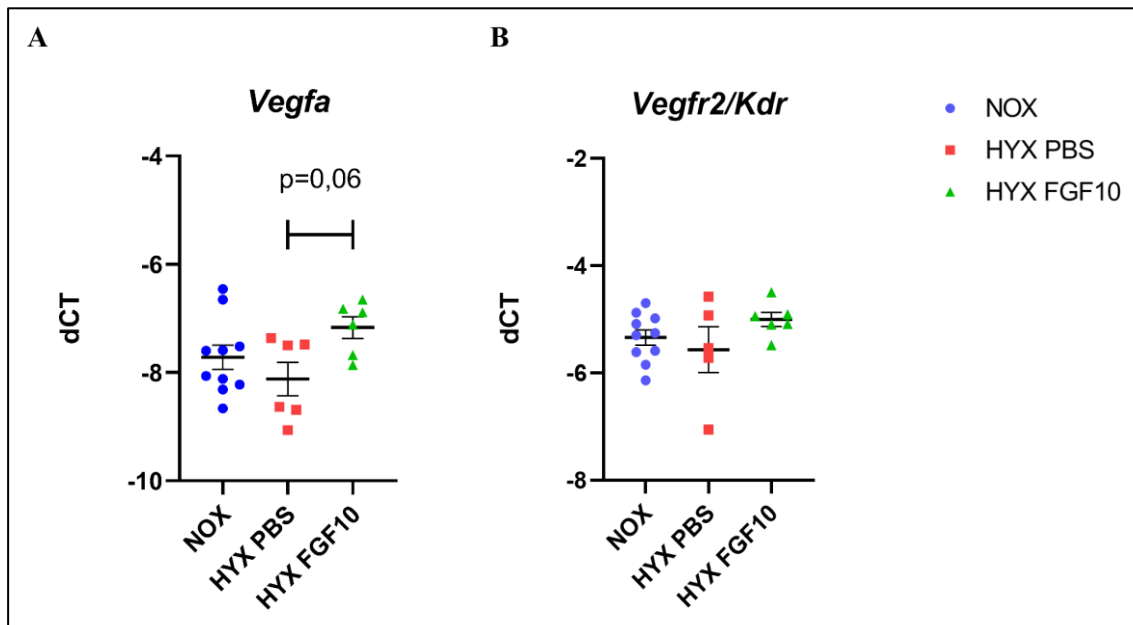 A
B
Vegfa
Vegfr2/Kdr
NOX
HYX PBS
HYX FGF10
dCT
-4
-6
-8
-10
p=0,06
NOX
HYX PBS
HYX FGF10
dCT
-2
-4
-6
-8
NOX
HYX PBS
HYX FGF10